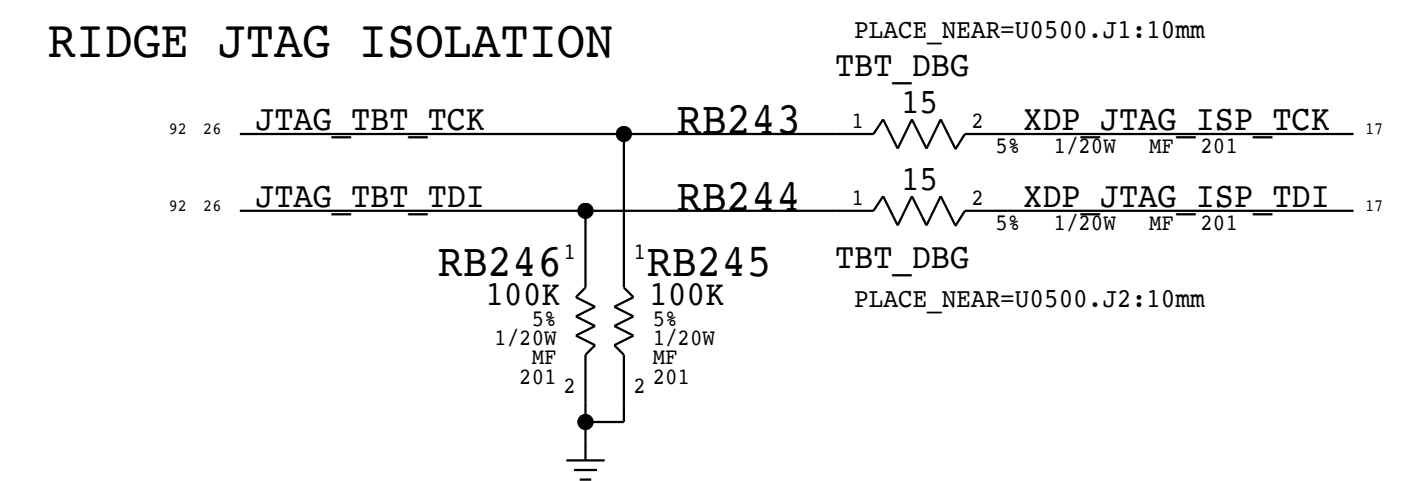 RIDGE JTAG ISOLATION
PLACE_NEAR=U0500.J1:10mm
TBT_DBG
15
92 26 JTAG_TBT_TCK RB243 1 2 XDP_JTAG_ISP_TCK 17
5% 1/20W MF 201
15
92 26 JTAG_TBT_TDI RB244 1 2 XDP_JTAG_ISP_TDI 17
5% 1/20W MF 201
TBT_DBG
PLACE_NEAR=U0500.J2:10mm
RB246 1
100K
5%
1/20W
MF
201 2
1 RB245
100K
5%
1/20W
MF
2 201